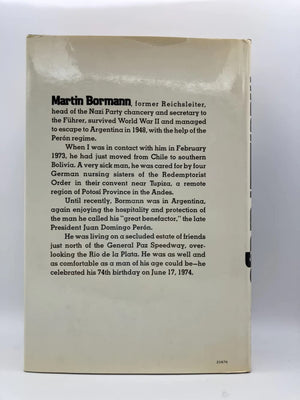 Martin Bormann, former Reichsleiter,
head of the Nazi Party chancery and secretary to
the Führer, survived World War II and managed
to escape to Argentina in 1948, with the help of the
Perón regime.
When I was in contact with him in February
1973, he had just moved from Chile to southern
Bolivia. A very sick man, he was cared for by four
German nursing sisters of the Redemptorist
Order in their convent near Tupiza, a remote
region of Potosí Province in the Andes.
Until recently, Bormann was in Argentina,
again enjoying the hospitality and protection of
the man he called his "great benefactor," the late
President Juan Domingo Perón.
He was living on a secluded estate of friends
just north of the General Paz Speedway, over-
looking the Rio de la Plata. He was as well and
as comfortable as a man of his age could be—he
celebrated his 74th birthday on June 17, 1974.